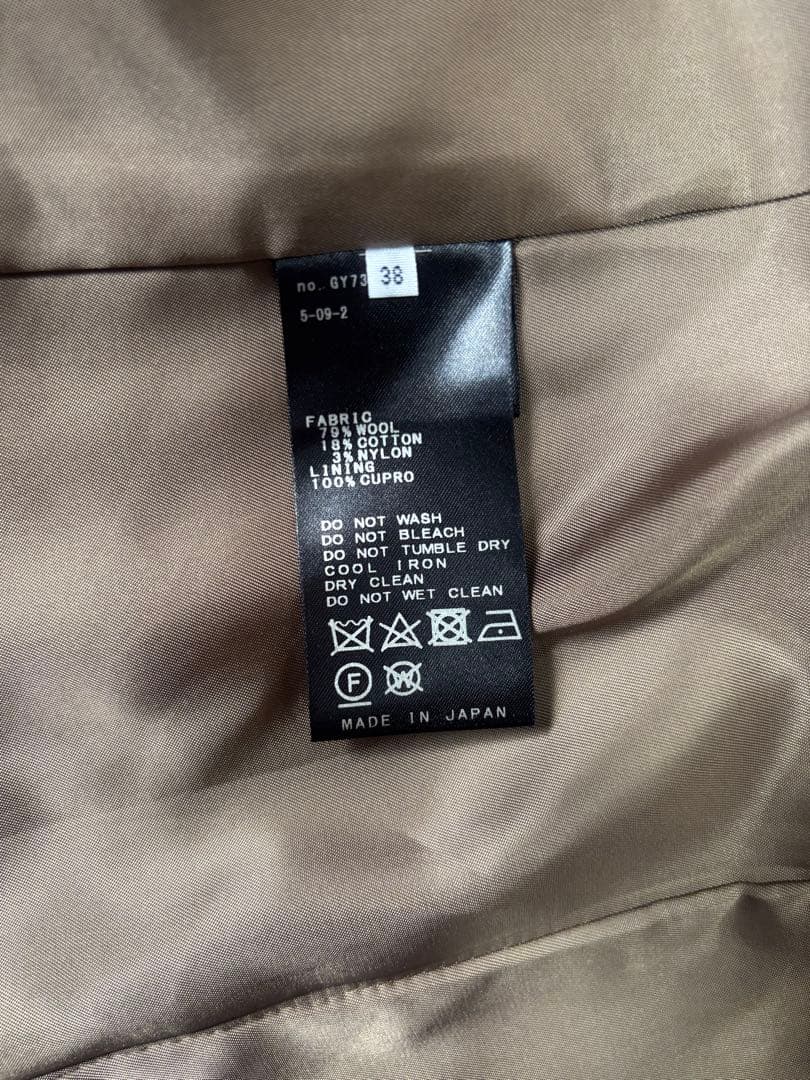 no. GY73
38
5-09-2
FABRIC
79% WOOL
18% COTTON
3% NYLON
LINING
100% CUPRO
DO NOT WASH
DO NOT BLEACH
DO NOT TUMBLE DRY
COOL IRON
DRY CLEAN
DO NOT WET CLEAN
F W
MADE IN JAPAN